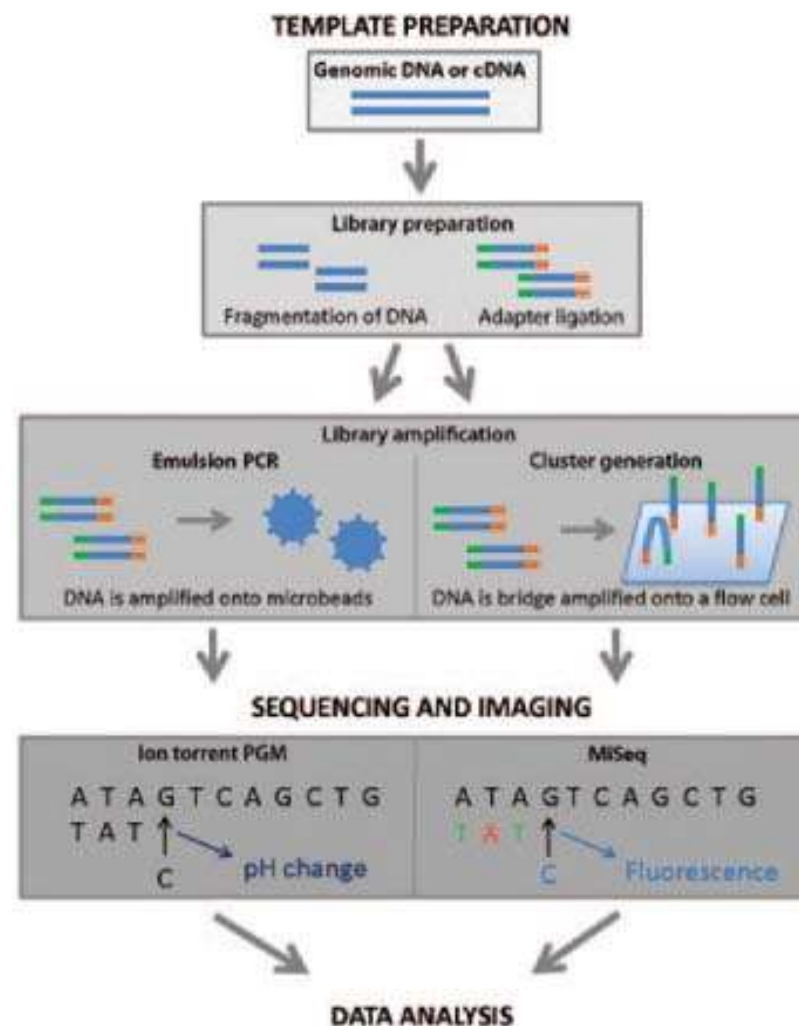 TEMPLATE PREPARATION
Genomic DNA or cDNA
Library preparation
Fragmentation of DNA
Adapter ligation
Library amplification
Emulsion PCR
Cluster generation
DNA is amplified onto microbeads
DNA is bridge amplified onto a flow cell
SEQUENCING AND IMAGING
Ion torrent PGM
MiSeq
A T A G T C A G C T G
A T A G T C A G C T G
T A T
T A T
pH change
Fluorescence
C
C
DATA ANALYSIS